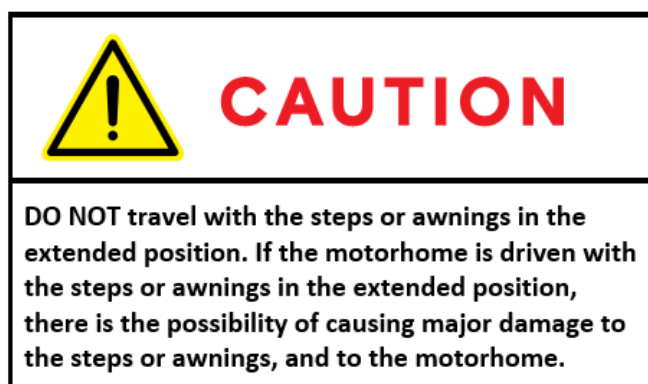 CAUTION
DO NOT travel with the steps or awnings in the
extended position. If the motorhome is driven with
the steps or awnings in the extended position,
there is the possibility of causing major damage to
the steps or awnings, and to the motorhome.